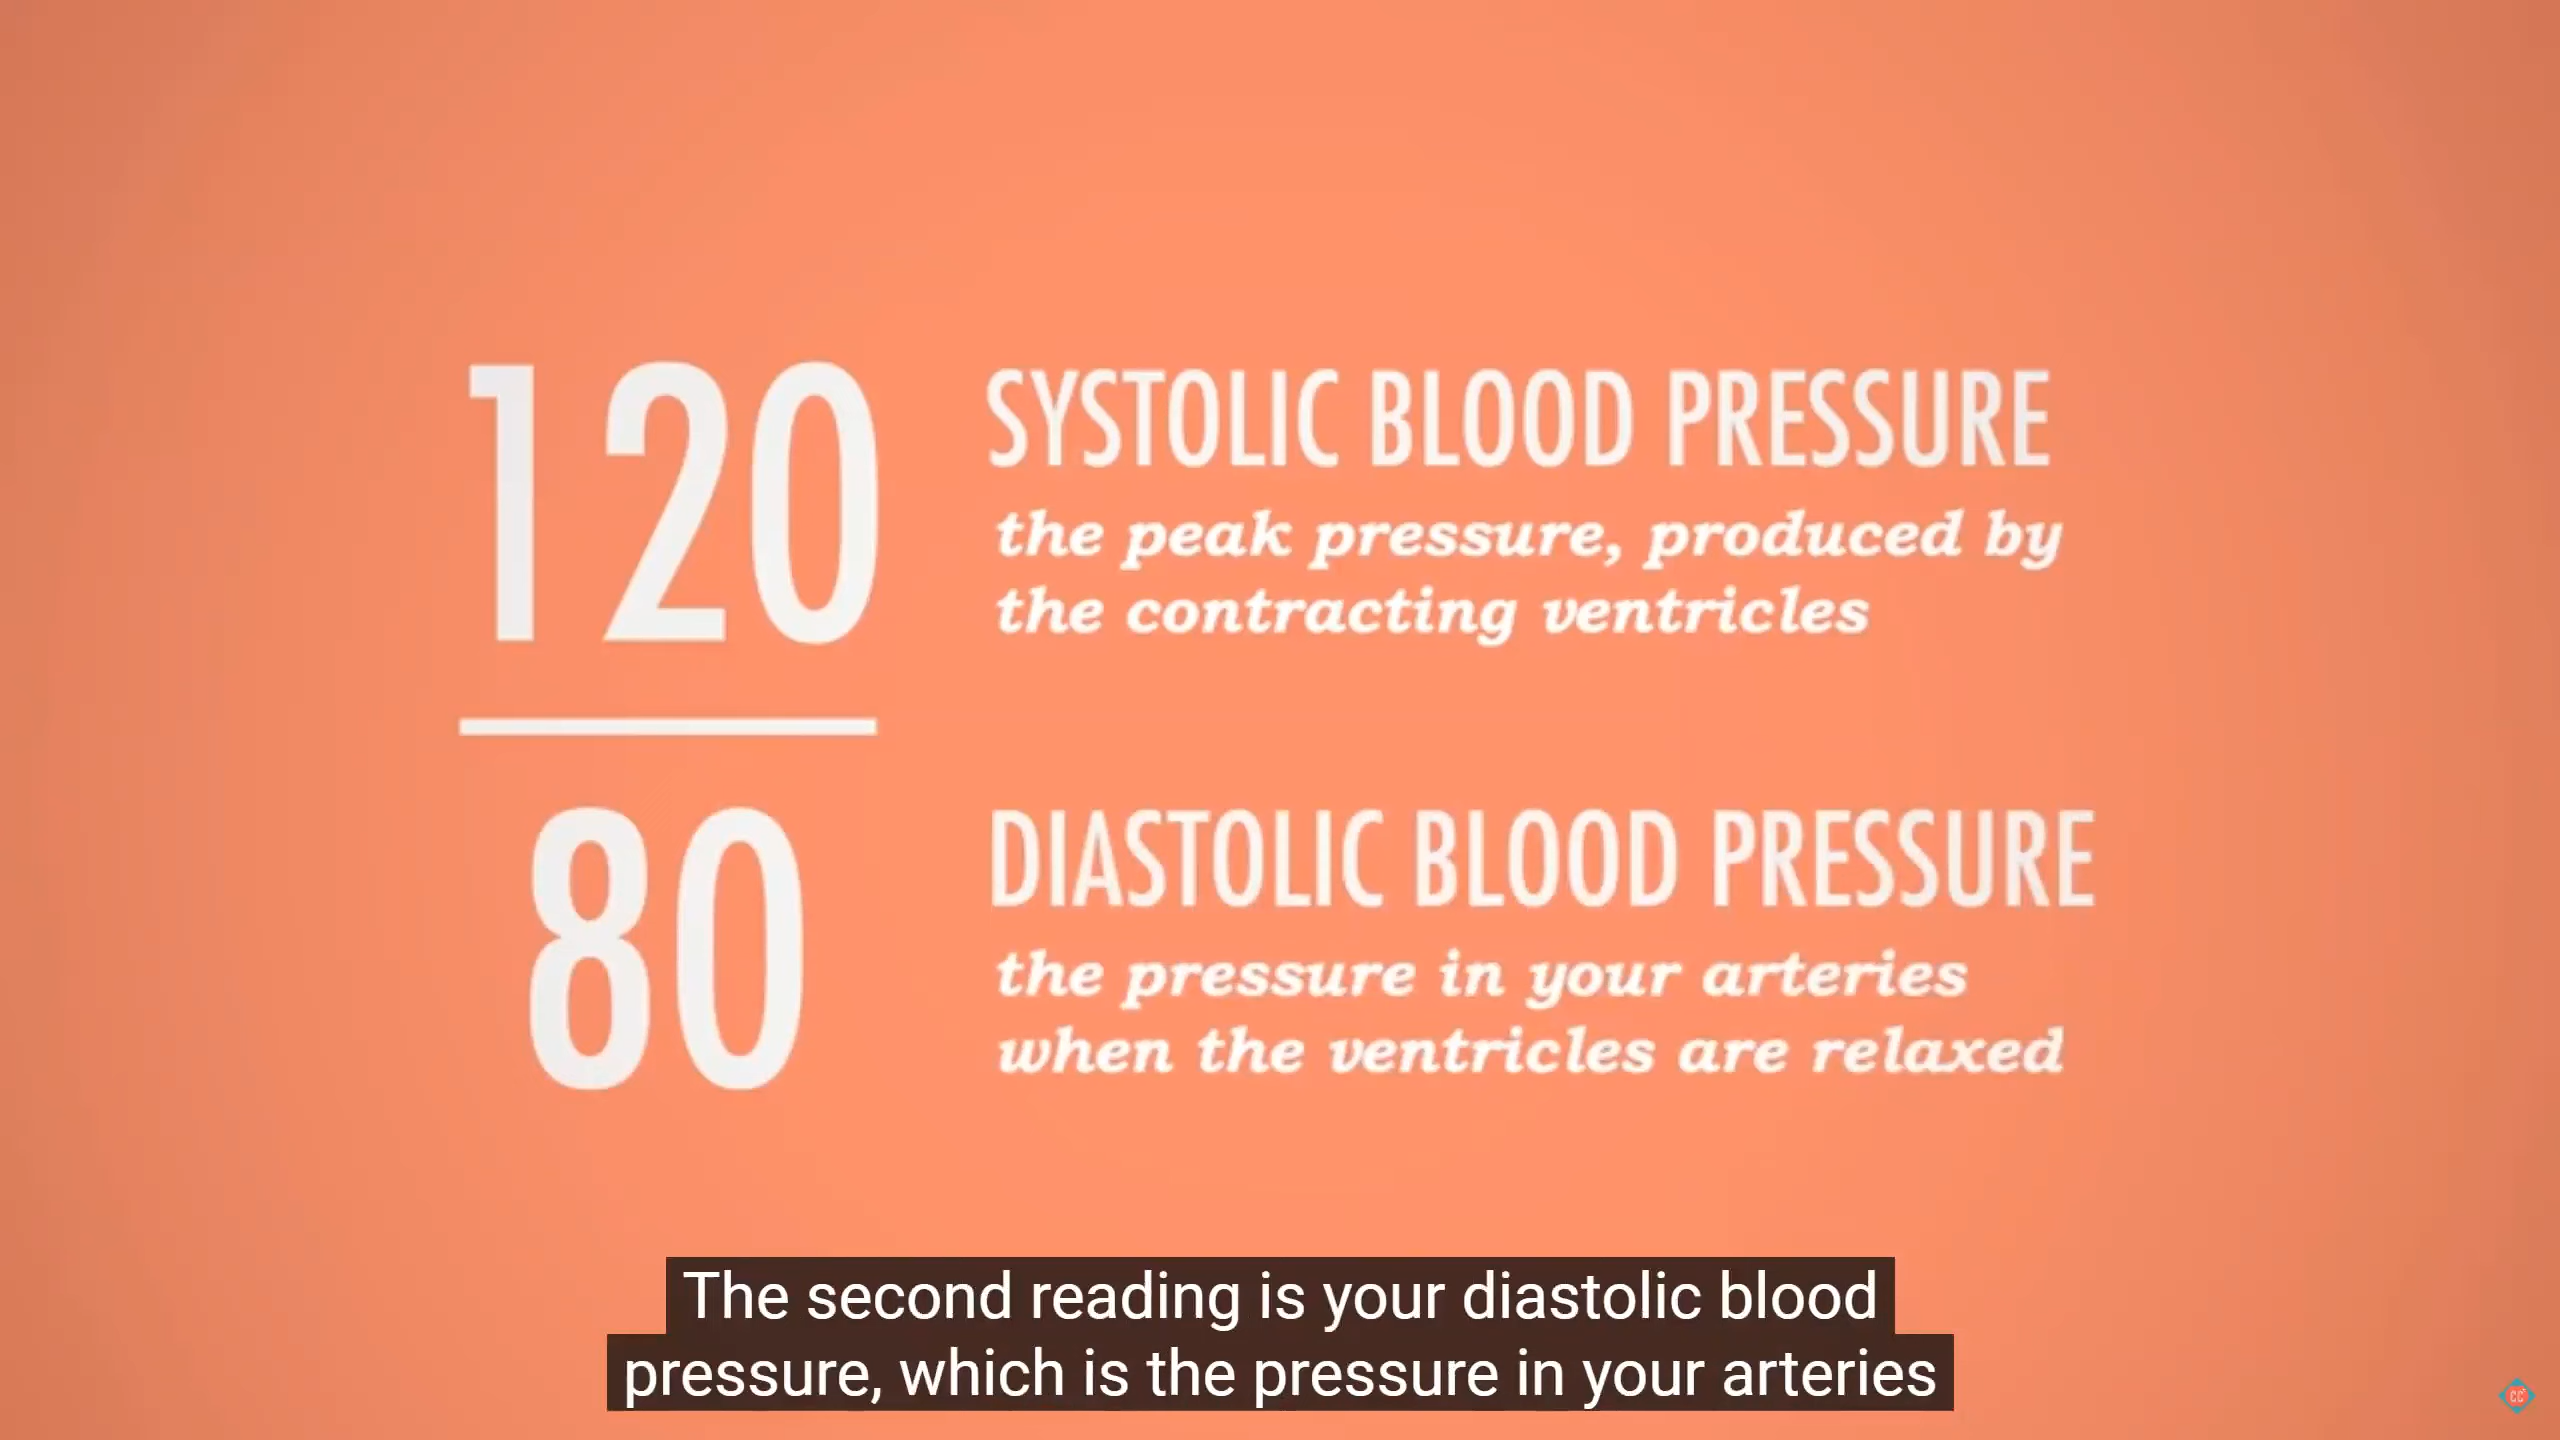 120
SYSTOLIC BLOOD PRESSURE
the peak pressure, produced by
the contracting ventricles
80
DIASTOLIC BLOOD PRESSURE
the pressure in your arteries
when the ventricles are relaxed
The second reading is your diastolic blood
pressure, which is the pressure in your arteries
CC